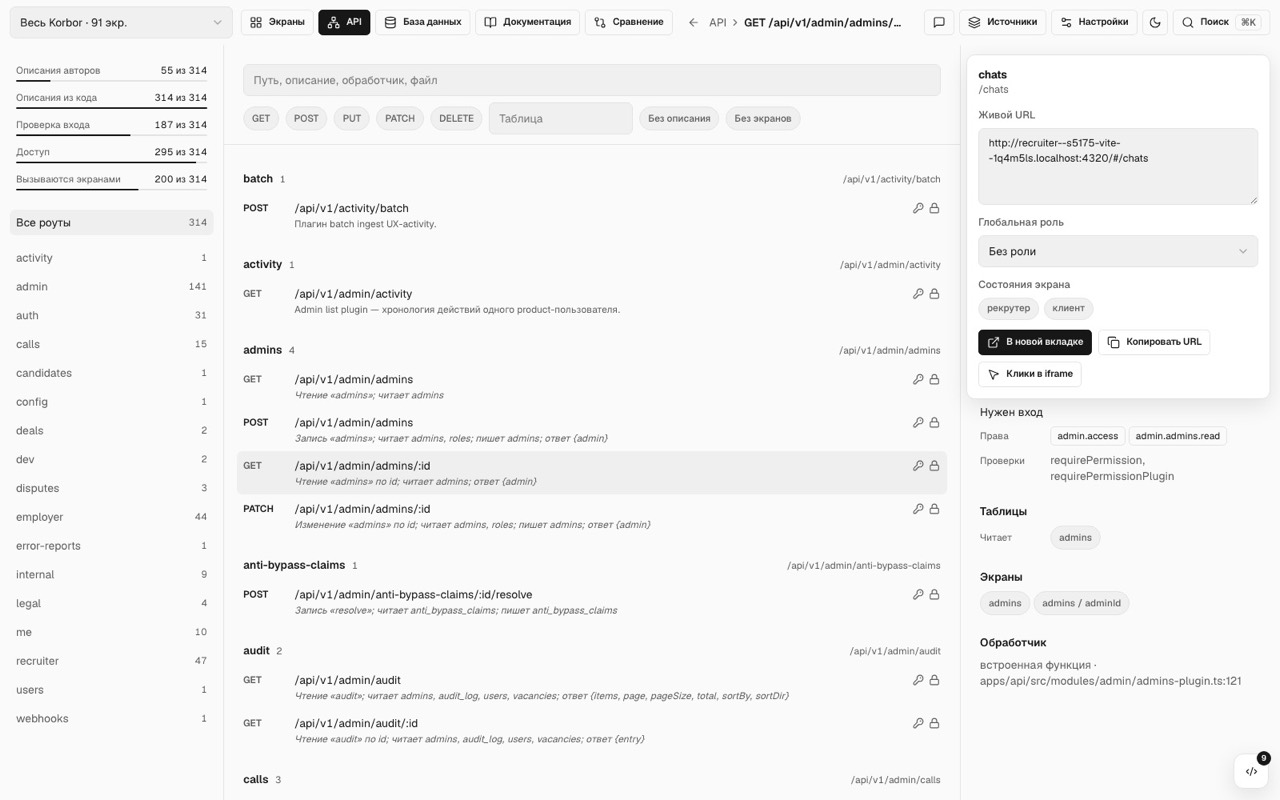 Весь Korbor · 91 экр.
Экраны
API
База данных
Документация
Сравнение
API
GET /api/v1/admin/admins/…
Источники
Настройки
Поиск
⌘K
Описания авторов 55 из 314
Описания из кода 314 из 314
Проверка входа 187 из 314
Доступ 295 из 314
Вызываются экранами 200 из 314
Все роуты 314
activity 1
admin 141
auth 31
calls 15
candidates 1
config 1
deals 2
dev 2
disputes 3
employer 44
error-reports 1
internal 9
legal 4
me 10
recruiter 47
users 1
webhooks 1
Путь, описание, обработчик, файл
GET POST PUT PATCH DELETE Таблица Без описания Без экранов
batch 1 /api/v1/activity/batch
POST /api/v1/activity/batch
Плагин batch ingest UX-activity.
activity 1 /api/v1/admin/activity
GET /api/v1/admin/activity
Admin list plugin — хронология действий одного product-пользователя.
admins 4 /api/v1/admin/admins
GET /api/v1/admin/admins
Чтение «admins»; читает admins
POST /api/v1/admin/admins
Запись «admins»; читает admins, roles; пишет admins; ответ {admin}
GET /api/v1/admin/admins/:id
Чтение «admins» по id; читает admins; ответ {admin}
PATCH /api/v1/admin/admins/:id
Изменение «admins» по id; читает admins, roles; пишет admins; ответ {admin}
anti-bypass-claims 1 /api/v1/admin/anti-bypass-claims
POST /api/v1/admin/anti-bypass-claims/:id/resolve
Запись «resolve»; читает anti_bypass_claims; пишет anti_bypass_claims
audit 2 /api/v1/admin/audit
GET /api/v1/admin/audit
Чтение «audit»; читает admins, audit_log, users, vacancies; ответ {items, page, pageSize, total, sortBy, sortDir}
GET /api/v1/admin/audit/:id
Чтение «audit» по id; читает admins, audit_log, users, vacancies; ответ {entry}
calls 3 /api/v1/admin/calls
chats
/chats
Живой URL
http://recruiter--s5175-vite-
-1q4m5ls.localhost:4320/#/chats
Глобальная роль
Без роли
Состояния экрана
рекрутер клиент
В новой вкладке Копировать URL
Клики в iframe
Нужен вход
Права admin.access admin.admins.read
Проверки requirePermission,
requirePermissionPlugin
Таблицы
Читает admins
Экраны
admins admins / adminId
Обработчик
встроенная функция ·
apps/api/src/modules/admin/admins-plugin.ts:121
9